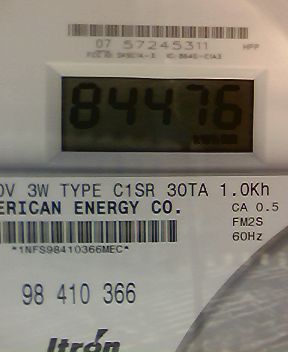 07 57245311 HPP
84476
0V 3W TYPE C1SR 30TA 1.0Kh
ERICAN ENERGY CO. CA 0.5
FM2S
60Hz
*1NFS98410366MEC*
98 410 366
Itron